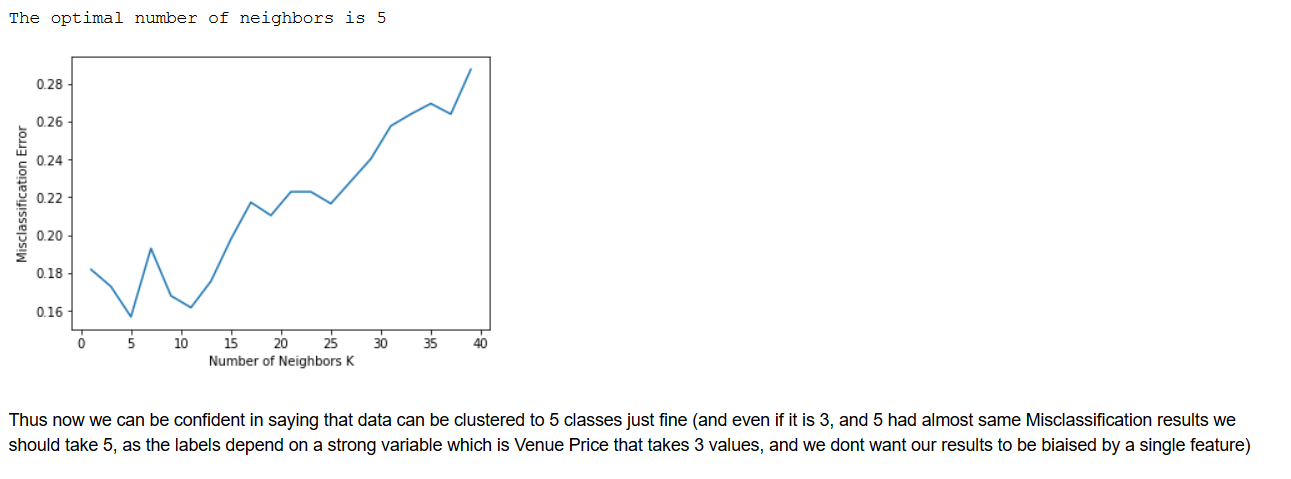 The optimal number of neighbors is 5
0.28
0.26
0.24
0.22
0.20
0.18
0.16
Misclassification Error
0 5 10 15 20 25 30 35 40
Number of Neighbors K
Thus now we can be confident in saying that data can be clustered to 5 classes just fine (and even if it is 3, and 5 had almost same Misclassification results we
should take 5, as the labels depend on a strong variable which is Venue Price that takes 3 values, and we dont want our results to be biaised by a single feature)